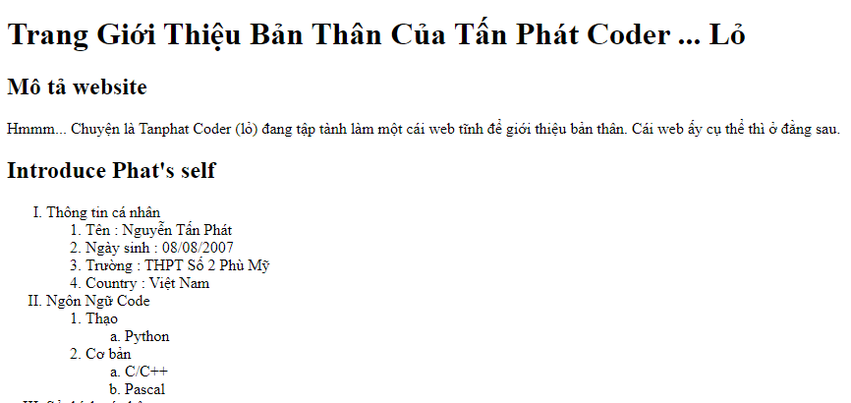 Trang Giới Thiệu Bản Thân Của Tấn Phát Coder ... Lỏ
Mô tả website
Hmmm... Chuyện là Tanphat Coder (lỏ) đang tập tành làm một cái web tĩnh để giới thiệu bản thân. Cái web ấy cụ thể thì ở đằng sau.
Introduce Phat's self
I. Thông tin cá nhân
1. Tên : Nguyễn Tấn Phát
2. Ngày sinh : 08/08/2007
3. Trường : THPT Số 2 Phù Mỹ
4. Country : Việt Nam
II. Ngôn Ngữ Code
1. Thạo
a. Python
2. Cơ bản
a. C/C++
b. Pascal